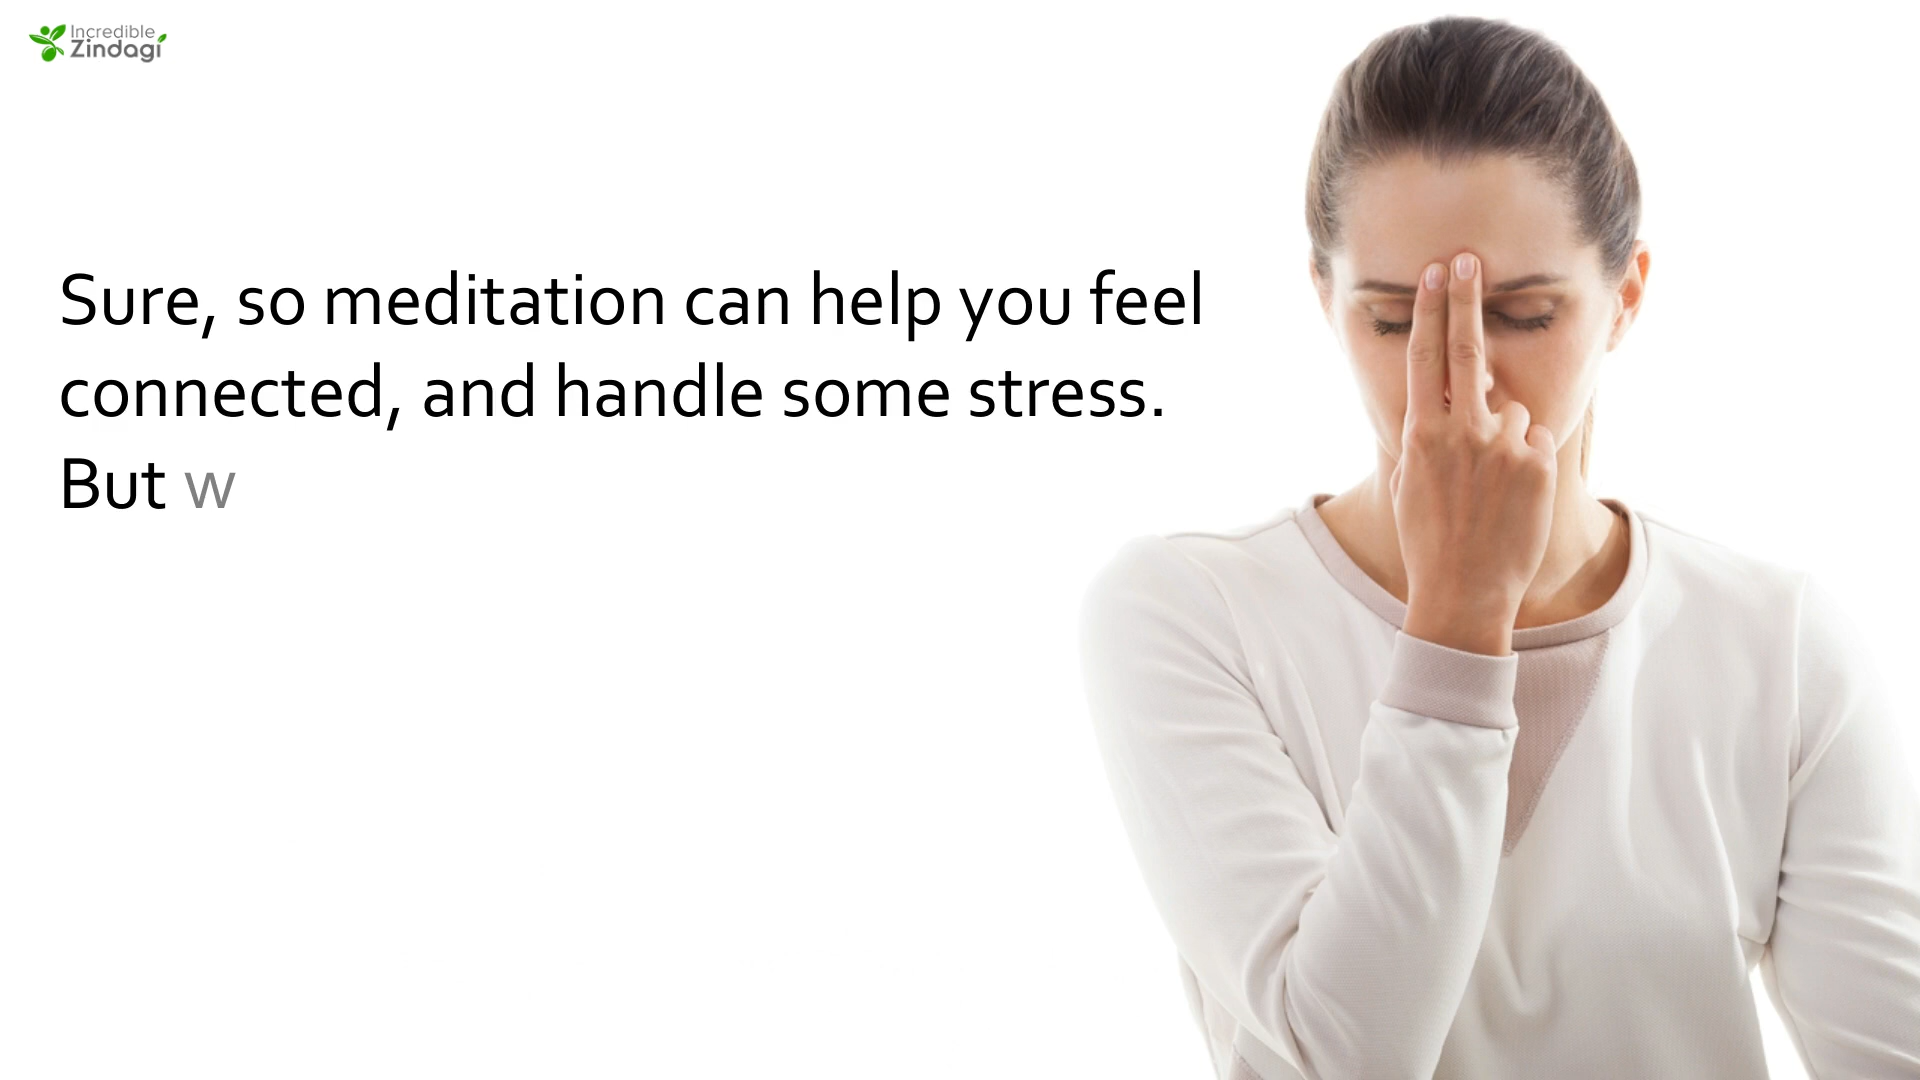 Incredible
Zindagi
Sure, so meditation can help you feel
connected, and handle some stress.
But w